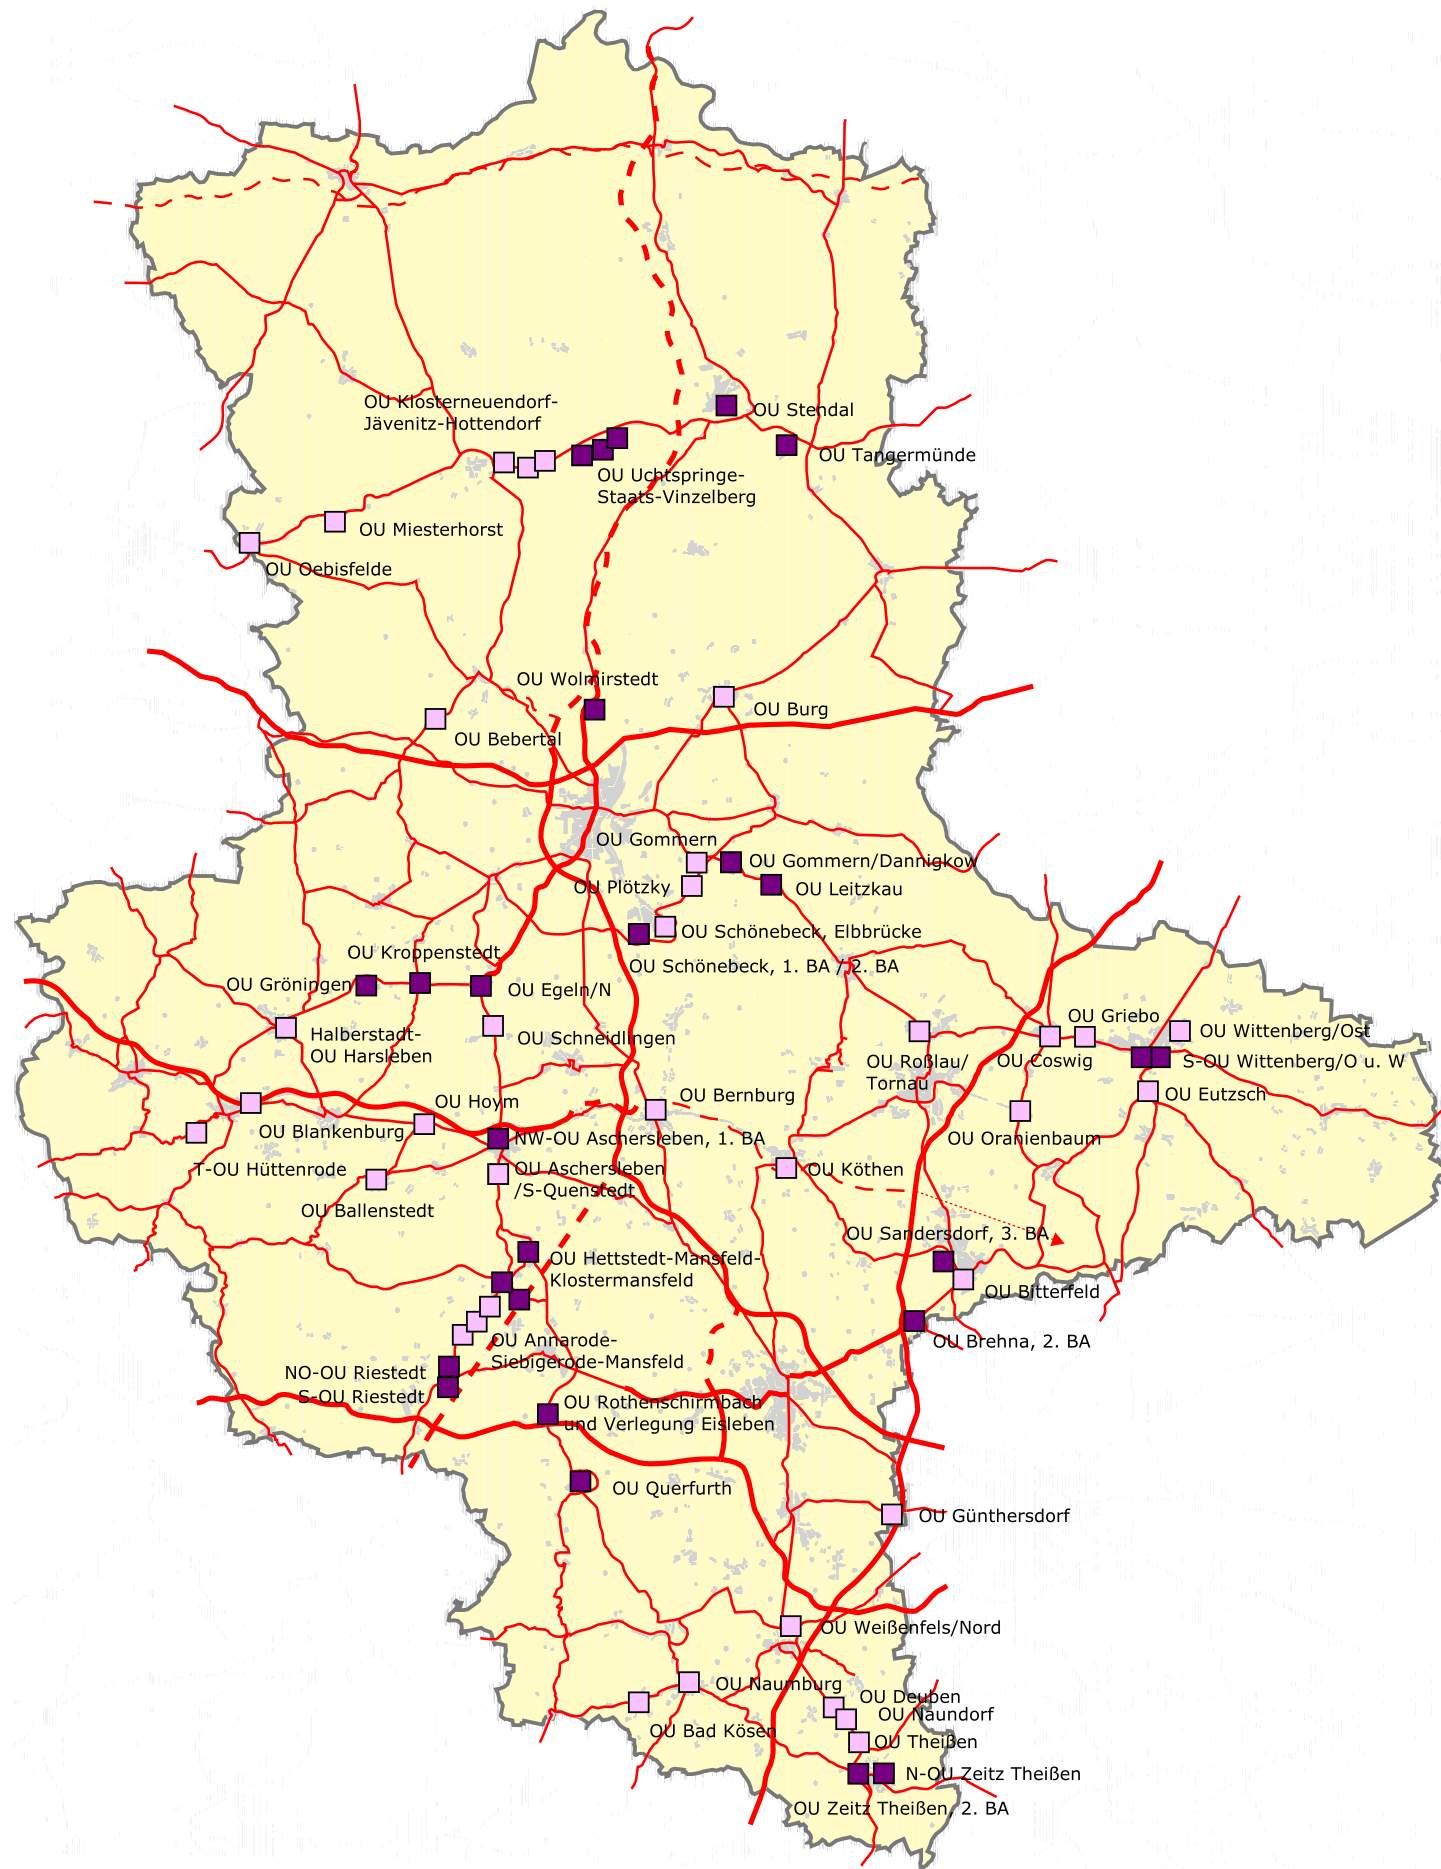 OU Klosterneuendorf-
Jävenitz-Hottendorf
OU Stendal
OU Tangermünde
OU Uchtspringe-
Staats-Vinzelberg
OU Miesterhorst
OU Oebisfelde
OU Wolmirstedt
OU Burg
OU Bebertal
OU Gommern
OU Gommern/Dannigkow
OU Plötzky
OU Leitzkau
OU Schönebeck, Elbbrücke
OU Schönebeck, 1. BA / 2. BA
OU Kroppenstedt
OU Gröningen
OU Egeln/N
OU Schneidlingen
Halberstadt-
OU Harsleben
OU Griebo
OU Wittenberg/Ost
OU Coswig
S-OU Wittenberg/O u. W
OU Roßlau/
Tornau
OU Eutzsch
OU Bernburg
OU Hoym
OU Blankenburg
NW-OU Aschersleben, 1. BA
OU Oranienbaum
T-OU Hüttenrode
OU Aschersleben
/S-Quenstedt
OU Köthen
OU Ballenstedt
OU Sandersdorf, 3. BA
OU Hettstedt-Mansfeld-
Klostermansfeld
OU Bitterfeld
OU Brehna, 2. BA
OU Annarode-
Siebigerode-Mansfeld
NO-OU Riestedt
S-OU Riestedt
OU Rothenschirmbach
und Verlegung Eisleben
OU Querfurth
OU Günthersdorf
OU Weißenfels/Nord
OU Naumburg
OU Deuben
OU Naundorf
OU Bad Kösen
OU Theißen
N-OU Zeitz Theißen
OU Zeitz Theißen, 2. BA